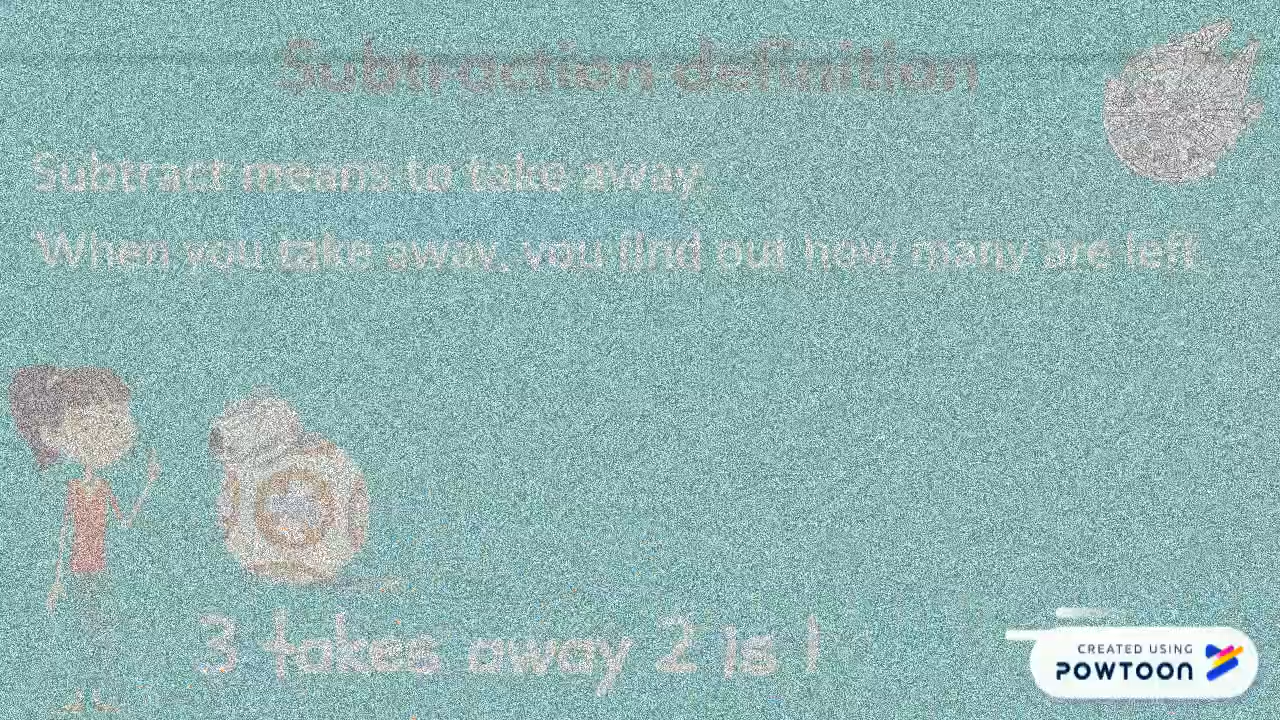 Subtraction definition
Subtract means to take away.
When you take away, you find out how many are left
3 takes away 2 is 1
CREATED USING
POWTOON